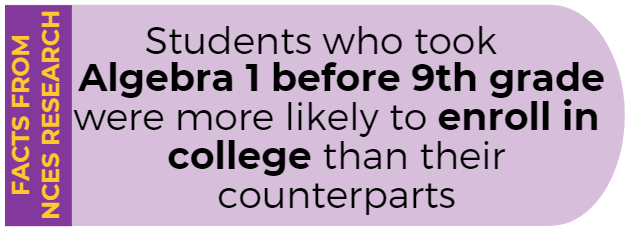 FACTS FROM
NCES RESEARCH
Students who took
Algebra 1 before 9th grade
were more likely to enroll in
college than their
counterparts